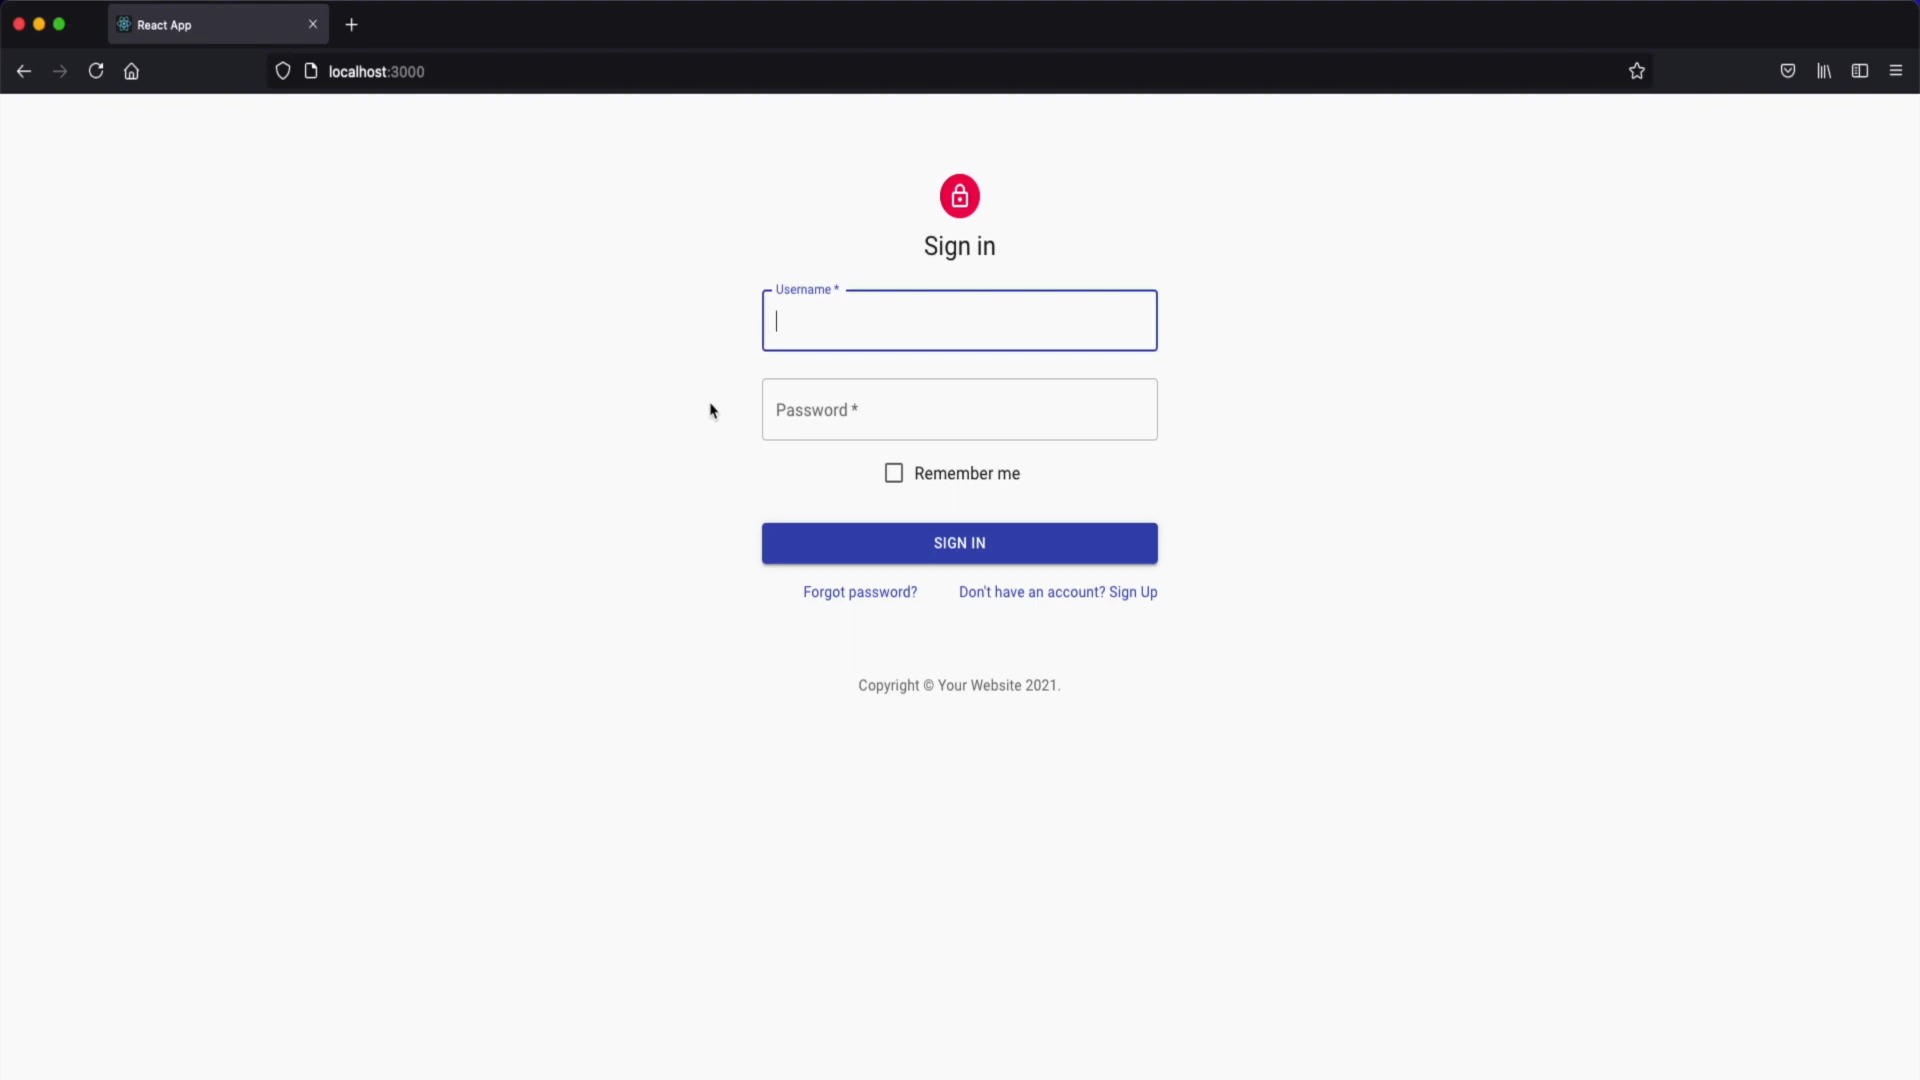 React App
localhost:3000
Sign in
Username *
Password *
Remember me
SIGN IN
Forgot password? Don't have an account? Sign Up
Copyright © Your Website 2021.